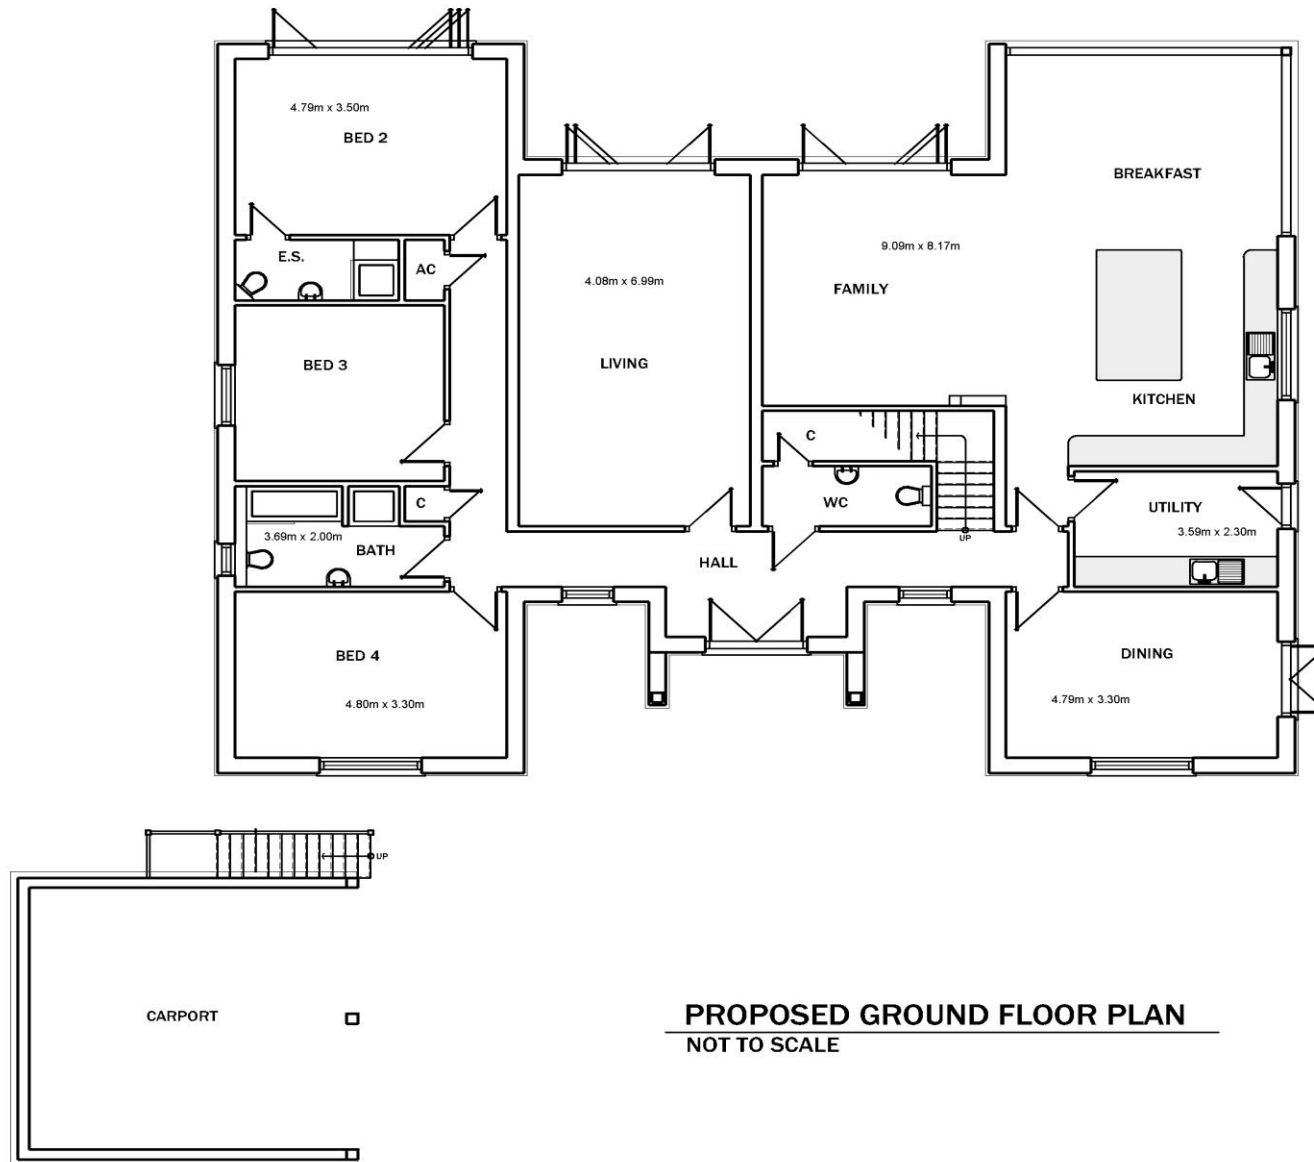 4.79m x 3.50m
BED 2
BREAKFAST
E.S.
AC
9.09m x 8.17m
4.08m x 6.99m
FAMILY
BED 3
LIVING
KITCHEN
C
C
WC
UTILITY
3.59m x 2.30m
3.69m x 2.00m
BATH
UP
HALL
BED 4
DINING
4.80m x 3.30m
4.79m x 3.30m
UP
CARPORT
PROPOSED GROUND FLOOR PLAN
NOT TO SCALE